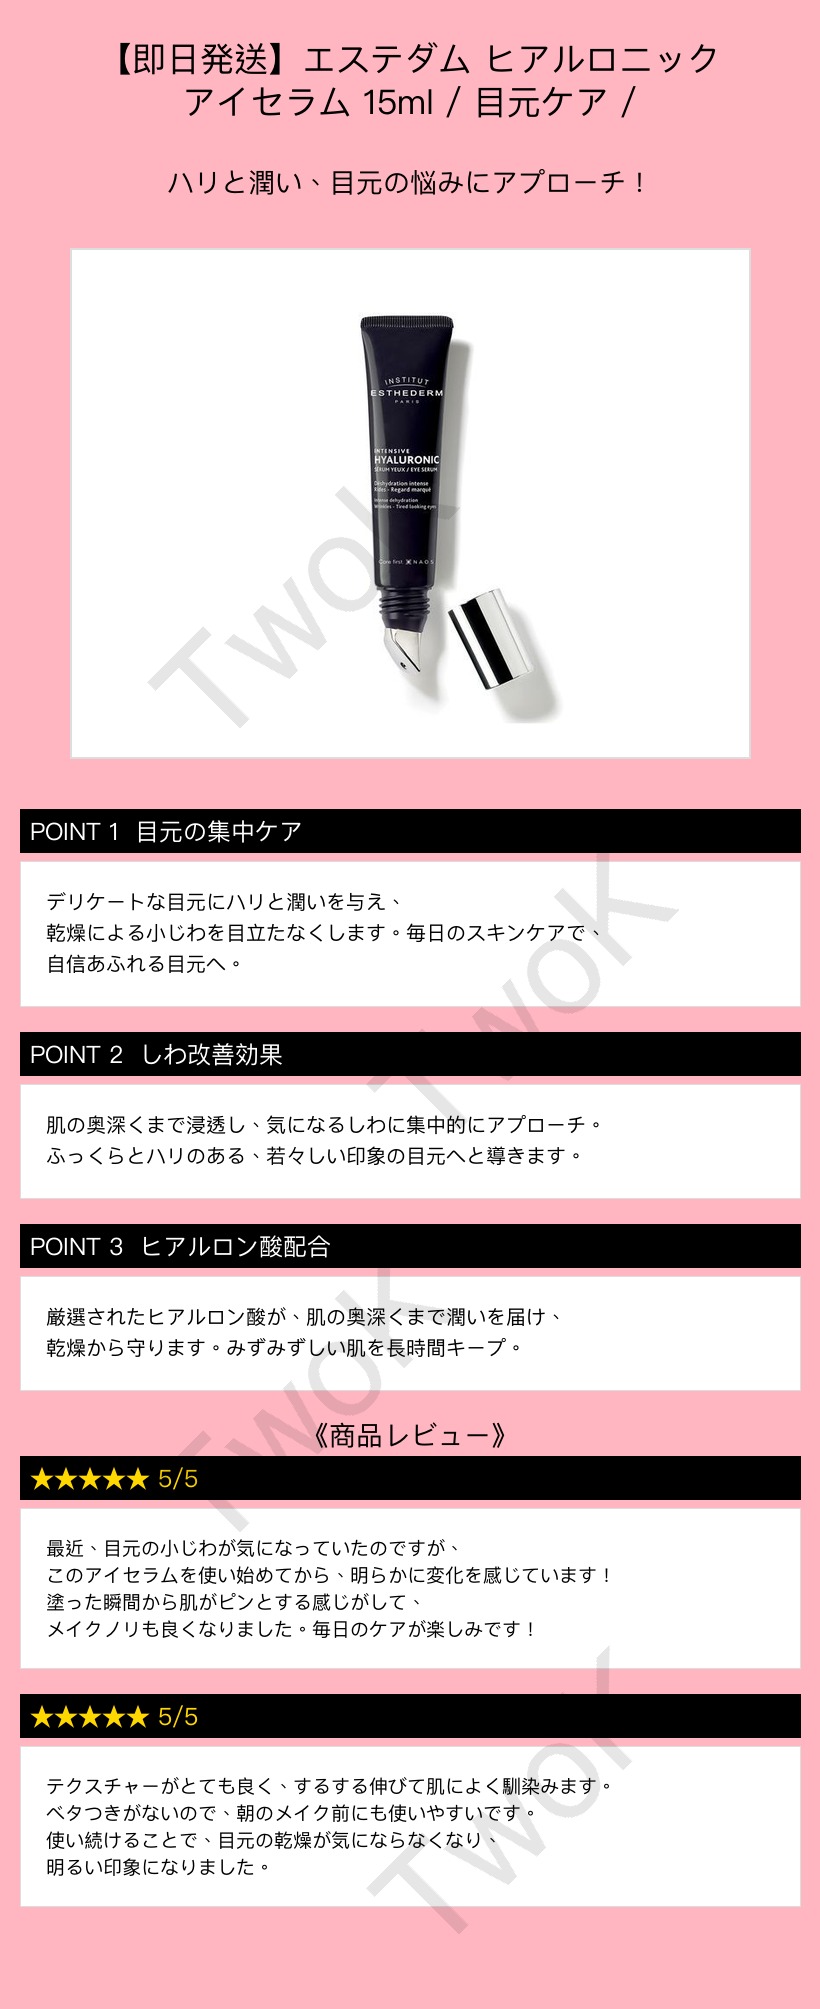 【即日発送】エステダム ヒアルロニック
アイセラム 15ml / 目元ケア /
ハリと潤い、目元の悩みにアプローチ！
INSTITUT
ESTHEDERM
PARIS
INTENSIVE
HYALURONIC
SÉRUM YEUX / EYE SERUM
Déshydration intense
Rides - Regard marqué
Intense dehydration
Wrinkles - Tired looking eyes
Care first NAOS
TwoK
POINT 1 目元の集中ケア
デリケートな目元にハリと潤いを与え、
乾燥による小じわを目立たなくします。毎日のスキンケアで、
自信あふれる目元へ。
TwoK
POINT 2 しわ改善効果
肌の奥深くまで浸透し、気になるしわに集中的にアプローチ。
ふっくらとハリのある、若々しい印象の目元へと導きます。
POINT 3 ヒアルロン酸配合
厳選されたヒアルロン酸が、肌の奥深くまで潤いを届け、
乾燥から守ります。みずみずしい肌を長時間キープ。
TwoK
《商品レビュー》
★★★★★ 5/5
最近、目元の小じわが気になっていたのですが、
このアイセラムを使い始めてから、明らかに変化を感じています！
塗った瞬間から肌がピンとする感じがして、
メイクノリも良くなりました。毎日のケアが楽しみです！
★★★★★ 5/5
テクスチャーがとても良く、するする伸びて肌によく馴染みます。
ベタつきがないので、朝のメイク前にも使いやすいです。
使い続けることで、目元の乾燥が気にならなくなり、
明るい印象になりました。
TwoK